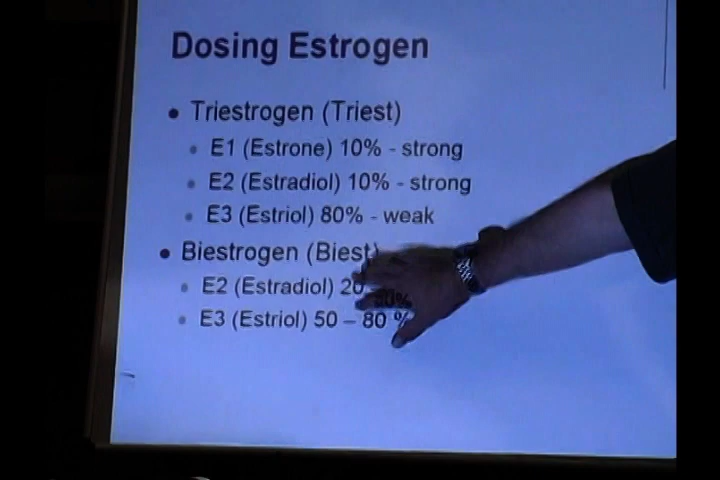 Dosing Estrogen
• Triestrogen (Triest)
• E1 (Estrone) 10% - strong
• E2 (Estradiol) 10% - strong
• E3 (Estriol) 80% - weak
• Biestrogen (Biest)
• E2 (Estradiol) 20 50%
• E3 (Estriol) 50 – 80 %